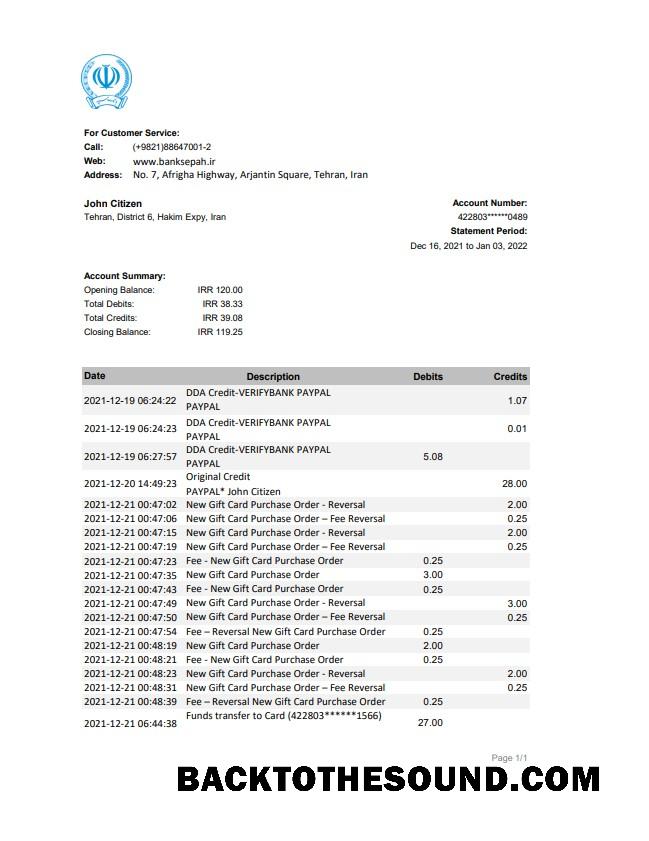 For Customer Service:
Call: (+9821)88647001-2
Web: www.banksepah.ir
Address: No. 7, Afrigha Highway, Arjantin Square, Tehran, Iran
John Citizen
Tehran, District 6, Hakim Expy, Iran
Account Number:
422803******0489
Statement Period:
Dec 16, 2021 to Jan 03, 2022
Account Summary:
Opening Balance: IRR 120.00
Total Debits: IRR 38.33
Total Credits: IRR 39.08
Closing Balance: IRR 119.25
Date Description Debits Credits
2021-12-19 06:24:22 DDA Credit-VERIFYBANK PAYPAL 1.07
PAYPAL
2021-12-19 06:24:23 DDA Credit-VERIFYBANK PAYPAL 0.01
PAYPAL
2021-12-19 06:27:57 DDA Credit-VERIFYBANK PAYPAL 5.08
PAYPAL
2021-12-20 14:49:23 Original Credit 28.00
PAYPAL* John Citizen
2021-12-21 00:47:02 New Gift Card Purchase Order - Reversal 2.00
2021-12-21 00:47:06 New Gift Card Purchase Order – Fee Reversal 0.25
2021-12-21 00:47:15 New Gift Card Purchase Order - Reversal 2.00
2021-12-21 00:47:19 New Gift Card Purchase Order – Fee Reversal 0.25
2021-12-21 00:47:23 Fee - New Gift Card Purchase Order 0.25
2021-12-21 00:47:35 New Gift Card Purchase Order 3.00
2021-12-21 00:47:43 Fee - New Gift Card Purchase Order 0.25
2021-12-21 00:47:49 New Gift Card Purchase Order - Reversal 3.00
2021-12-21 00:47:50 New Gift Card Purchase Order – Fee Reversal 0.25
2021-12-21 00:47:54 Fee – Reversal New Gift Card Purchase Order 0.25
2021-12-21 00:48:19 New Gift Card Purchase Order 2.00
2021-12-21 00:48:21 Fee - New Gift Card Purchase Order 0.25
2021-12-21 00:48:23 New Gift Card Purchase Order - Reversal 2.00
2021-12-21 00:48:31 New Gift Card Purchase Order – Fee Reversal 0.25
2021-12-21 00:48:39 Fee – Reversal New Gift Card Purchase Order 0.25
2021-12-21 06:44:38 Funds transfer to Card (422803******1566) 27.00
Page 1/1
BACKTOTHESOUND.COM